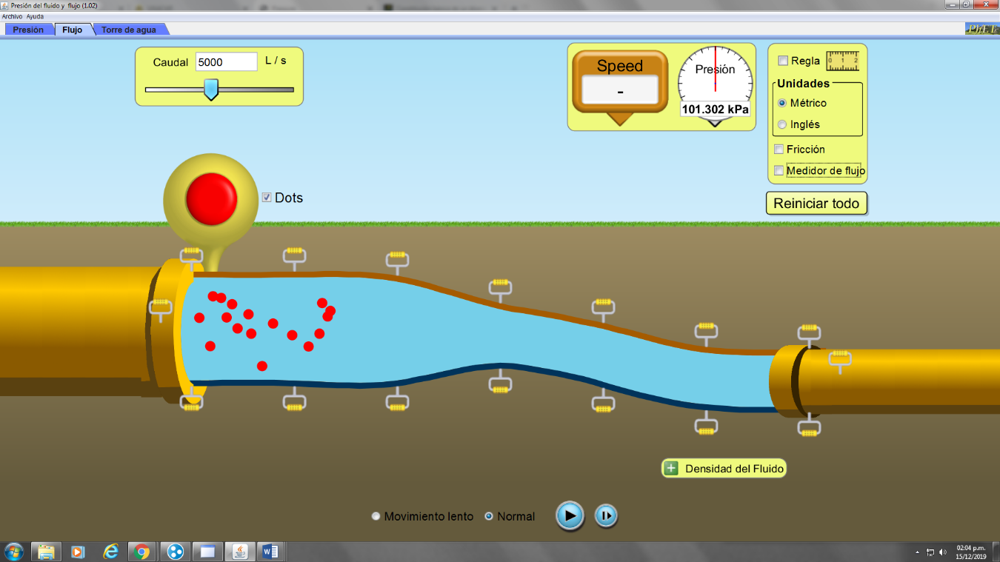 Presión del fluido y flujo (1.02)
Archivo Ayuda
Presión Flujo Torre de agua
PhET
Caudal 5000 L / s
Speed
-
Presión
101.302 kPa
Regla
0 1 2
Unidades
Métrico
Inglés
Fricción
Medidor de flujo
Reiniciar todo
Dots
Densidad del Fluido
Movimiento lento Normal
02:04 p.m.
15/12/2019